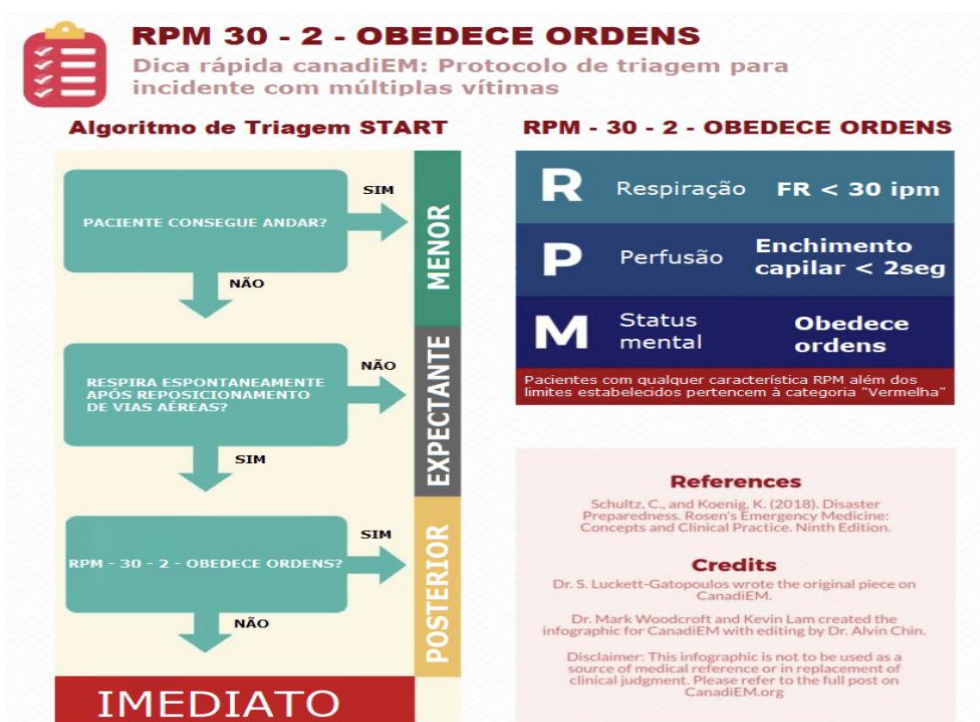 RPM 30 - 2 - OBEDECE ORDENS
Dica rápida canadiEM: Protocolo de triagem para
incidente com múltiplas vítimas
Algoritmo de Triagem START
PACIENTE CONSEGUE ANDAR?
SIM
MENOR
NÃO
RESPIRA ESPONTANEAMENTE
APÓS REPOSICIONAMENTO
DE VIAS AÉREAS?
NÃO
EXPECTANTE
SIM
RPM - 30 - 2 - OBEDECE ORDENS?
SIM
POSTERIOR
NÃO
IMEDIATO
RPM - 30 - 2 - OBEDECE ORDENS
R Respiração FR < 30 ipm
P Perfusão Enchimento
capilar < 2seg
M Status
mental Obedece
ordens
Pacientes com qualquer característica RPM além dos
limites estabelecidos pertencem à categoria "Vermelha"
References
Schultz, C., and Koenig, K. (2018). Disaster
Preparedness. Rosen's Emergency Medicine:
Concepts and Clinical Practice. Ninth Edition.
Credits
Dr. S. Luckett-Gatopoulos wrote the original piece on
CanadiEM.
Dr. Mark Woodcroft and Kevin Lam created the
infographic for CanadiEM with editing by Dr. Alvin Chin.
Disclaimer: This infographic is not to be used as a
source of medical reference or in replacement of
clinical judgment. Please refer to the full post on
CanadiEM.org